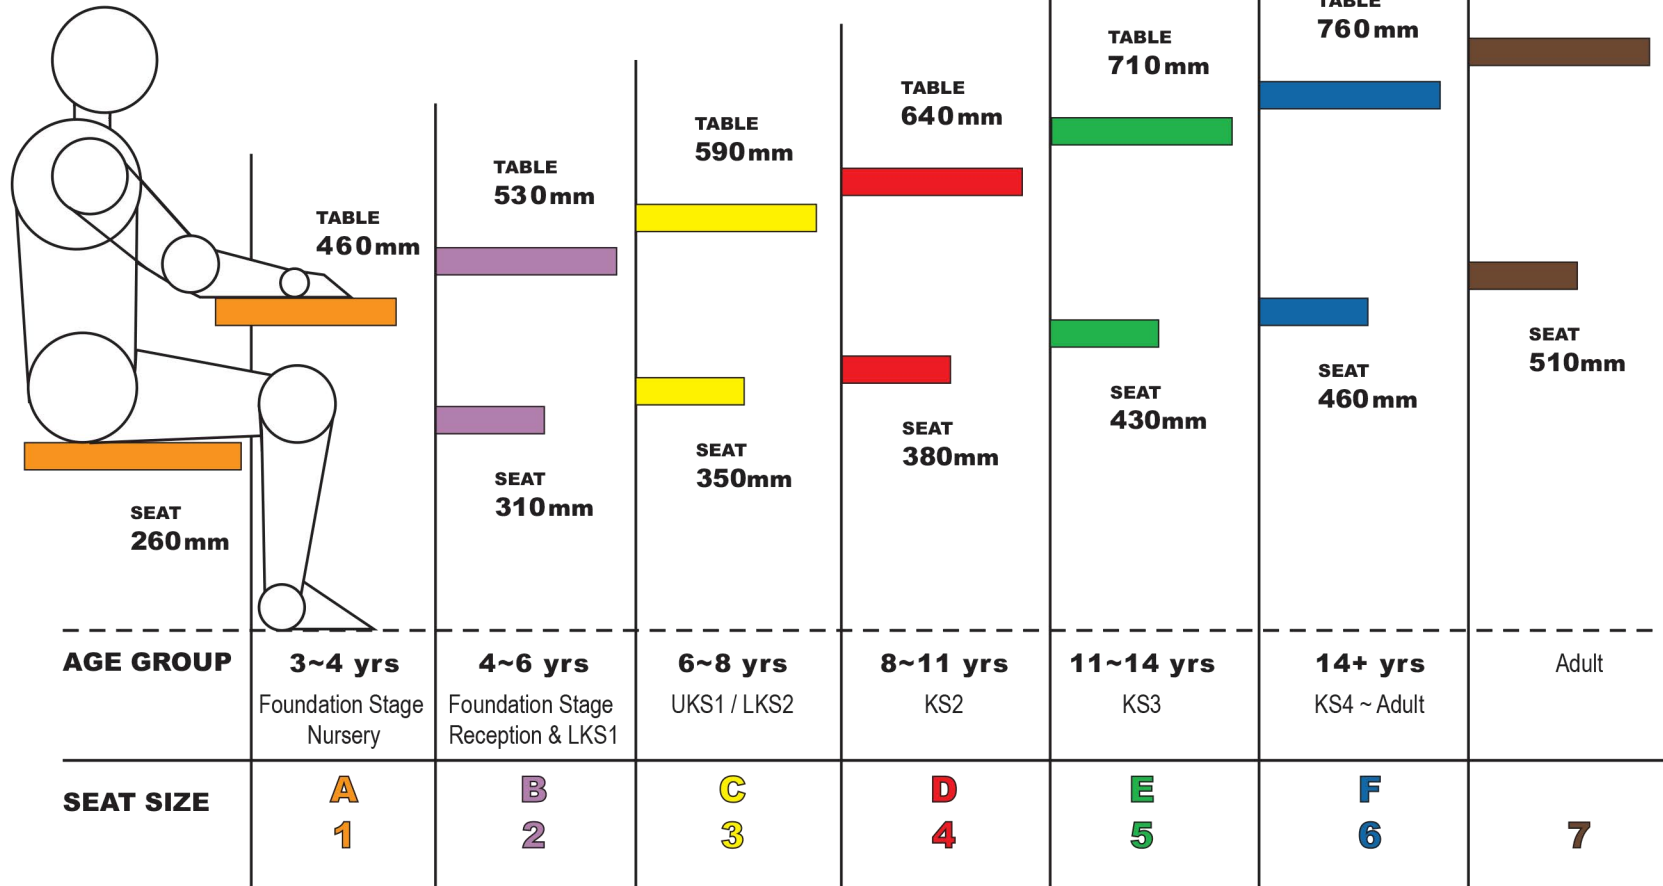 TABLE
760mm
TABLE
710mm
TABLE
640mm
TABLE
590mm
TABLE
530mm
TABLE
460mm
SEAT
510mm
SEAT
460mm
SEAT
430mm
SEAT
380mm
SEAT
350mm
SEAT
310mm
SEAT
260mm
AGE GROUP 3~4 yrs 4~6 yrs 6~8 yrs 8~11 yrs 11~14 yrs 14+ yrs Adult
Foundation Stage Foundation Stage UKS1 / LKS2 KS2 KS3 KS4 ~ Adult
Nursery Reception & LKS1
SEAT SIZE A B C D E F
1 2 3 4 5 6 7